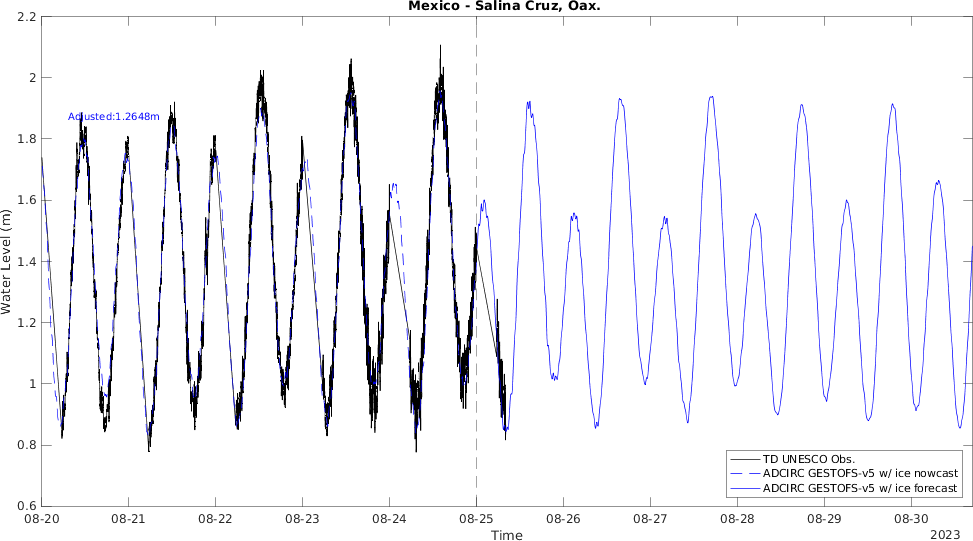 Mexico - Salina Cruz, Oax.
Adjusted:1.2648m
Water Level (m)
2.2
2
1.8
1.6
1.4
1.2
1
0.8
0.6
TD UNESCO Obs.
ADCIRC GESTOFS-v5 w/ ice nowcast
ADCIRC GESTOFS-v5 w/ ice forecast
08-20 08-21 08-22 08-23 08-24 08-25 08-26 08-27 08-28 08-29 08-30
Time
2023